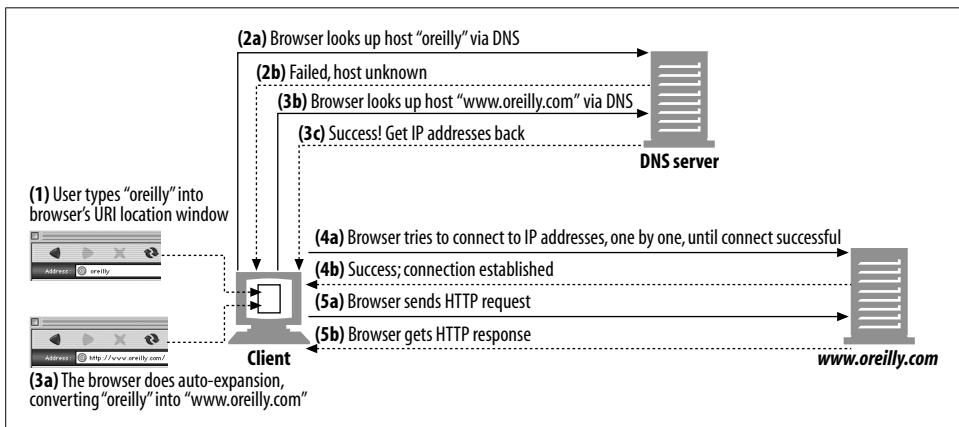 (2a) Browser looks up host “oreilly” via DNS
(2b) Failed, host unknown
(3b) Browser looks up host “www.oreilly.com” via DNS
(3c) Success! Get IP addresses back
DNS server
(1) User types “oreilly” into
browser’s URI location window
Address: @ oreilly
(4a) Browser tries to connect to IP addresses, one by one, until connect successful
(4b) Success; connection established
(5a) Browser sends HTTP request
(5b) Browser gets HTTP response
Address: @ http://www.oreilly.com/
Client
www.oreilly.com
(3a) The browser does auto-expansion,
converting “oreilly” into “www.oreilly.com”